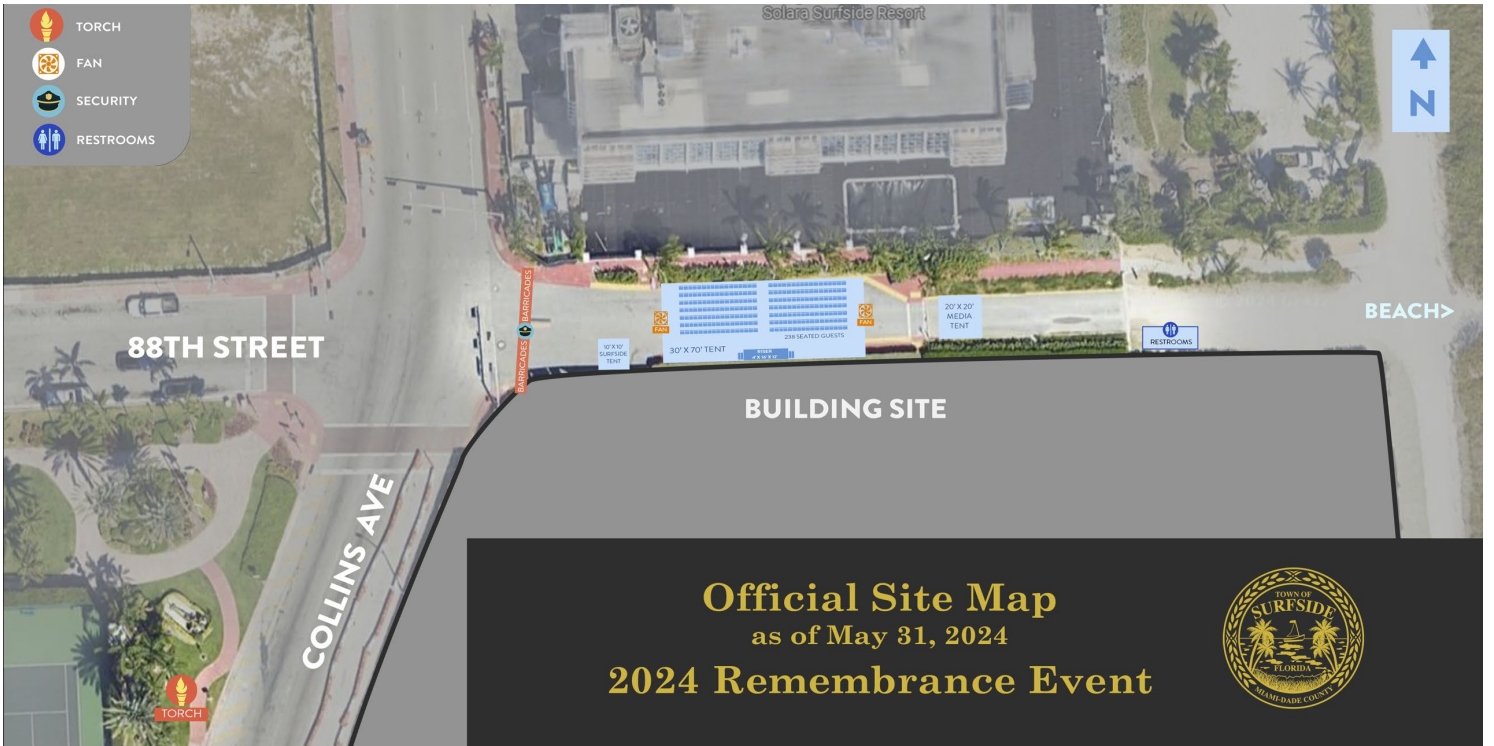 TORCH
FAN
SECURITY
RESTROOMS
Solara Surfside Resort
N
BARRICADES
BARRICADES
88TH STREET
10' X 10'
SURFSIDE
TENT
FAN
239 SEATED GUESTS
30' X 70' TENT
FAN
20' X 20'
MEDIA
TENT
RESTROOMS
BEACH>
BUILDING SITE
COLLINS AVE
TORCH
Official Site Map
as of May 31, 2024
2024 Remembrance Event
TOWN OF
SURFSIDE
FLORIDA
MIAMI-DADE COUNTY